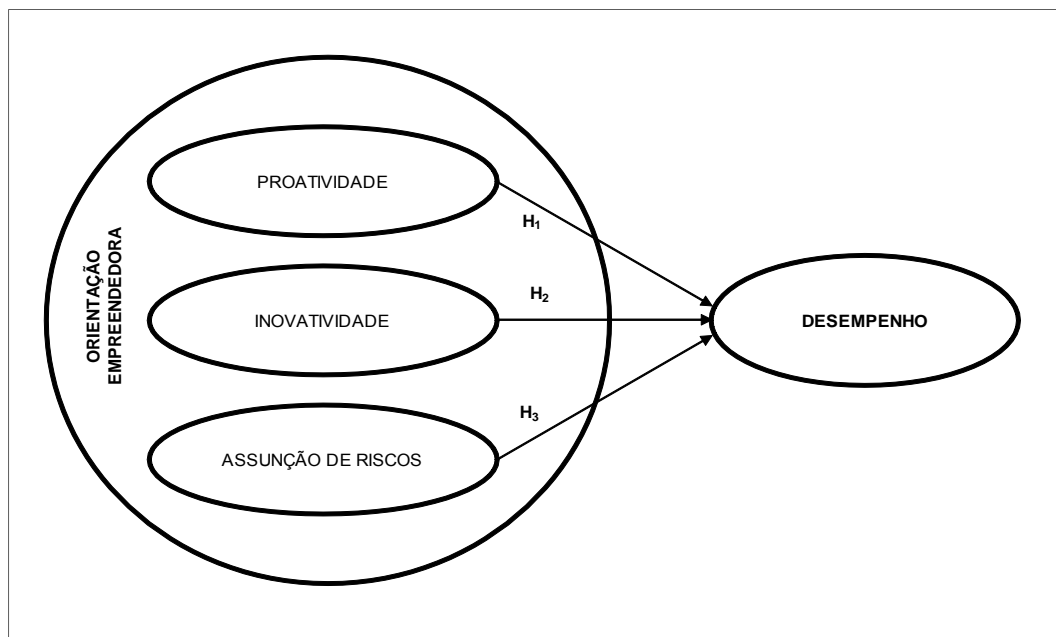 ORIENTAÇÃO
EMPREENDEDORA
PROATIVIDADE
H₁
INOVATIVIDADE
H₂
ASSUNÇÃO DE RISCOS
H₃
DESEMPENHO